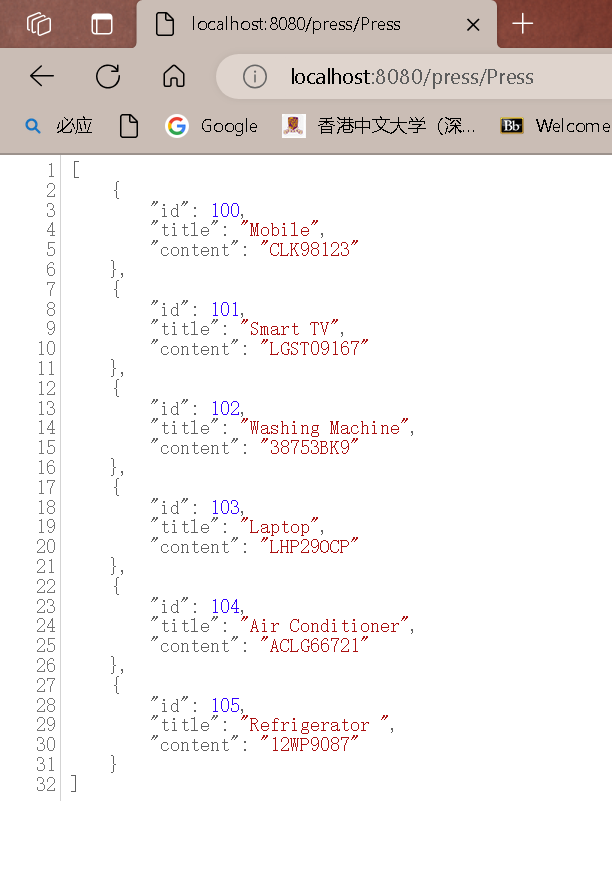 localhost:8080/press/Press
localhost:8080/press/Press
必应 Google 香港中文大学（深... Bb Welcome
1 [
2 {
3 "id": 100,
4 "title": "Mobile",
5 "content": "CLK98123"
6 },
7 {
8 "id": 101,
9 "title": "Smart TV",
10 "content": "LGST09167"
11 },
12 {
13 "id": 102,
14 "title": "Washing Machine",
15 "content": "38753BK9"
16 },
17 {
18 "id": 103,
19 "title": "Laptop",
20 "content": "LHP29OCP"
21 },
22 {
23 "id": 104,
24 "title": "Air Conditioner",
25 "content": "ACLG66721"
26 },
27 {
28 "id": 105,
29 "title": "Refrigerator ",
30 "content": "12WP9087"
31 }
32 ]